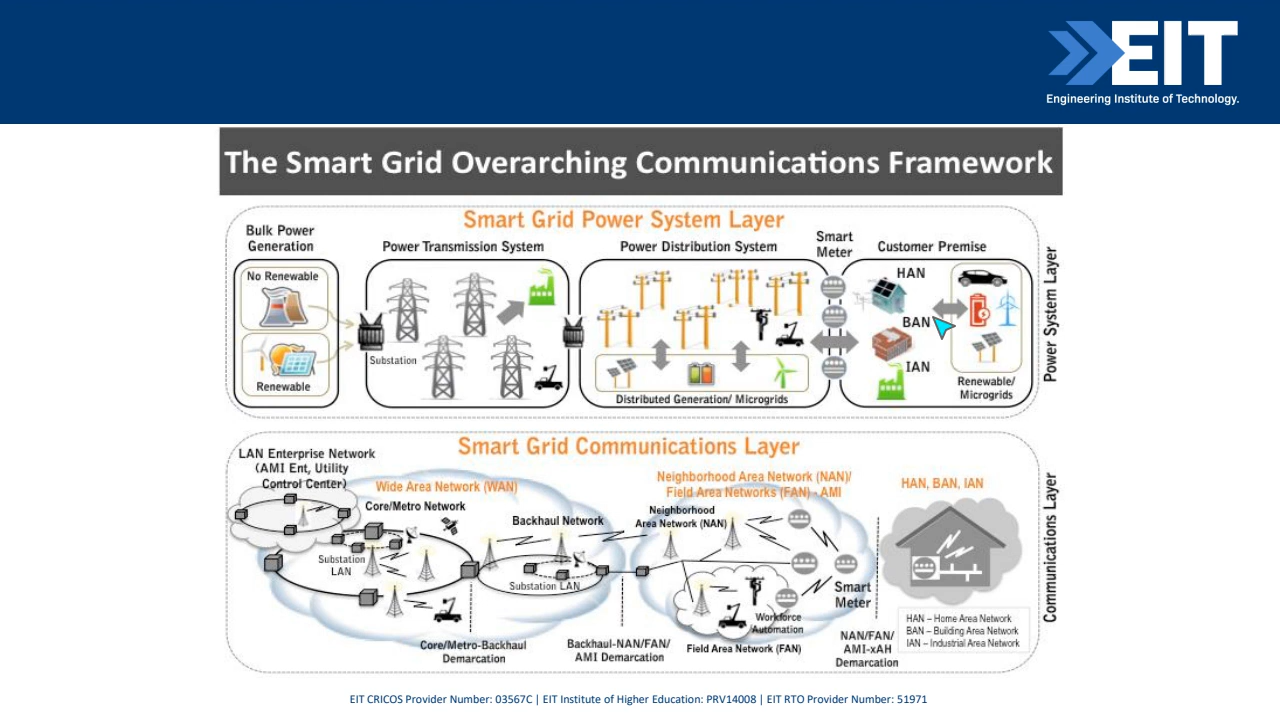 EIT
Engineering Institute of Technology.
The Smart Grid Overarching Communications Framework
Smart Grid Power System Layer
Bulk Power
Generation
Power Transmission System
Power Distribution System
Smart
Meter
Customer Premise
No Renewable
Renewable
Substation
Distributed Generation/ Microgrids
HAN
BAN
IAN
Renewable/
Microgrids
Power System Layer
Smart Grid Communications Layer
LAN Enterprise Network
(AMI Ent, Utility
Control Center)
Wide Area Network (WAN)
Core/Metro Network
Backhaul Network
Substation
LAN
Substation LAN
Neighborhood Area Network (NAN)/
Field Area Networks (FAN) - AMI
Neighborhood
Area Network (NAN)
HAN, BAN, IAN
Smart
Meter
Workforce
Automation
Field Area Network (FAN)
Core/Metro-Backhaul
Demarcation
Backhaul-NAN/FAN/
AMI Demarcation
NAN/FAN/
AMI-xAH
Demarcation
HAN – Home Area Network
BAN – Building Area Network
IAN – Industrial Area Network
Communications Layer
EIT CRICOS Provider Number: 03567C | EIT Institute of Higher Education: PRV14008 | EIT RTO Provider Number: 51971